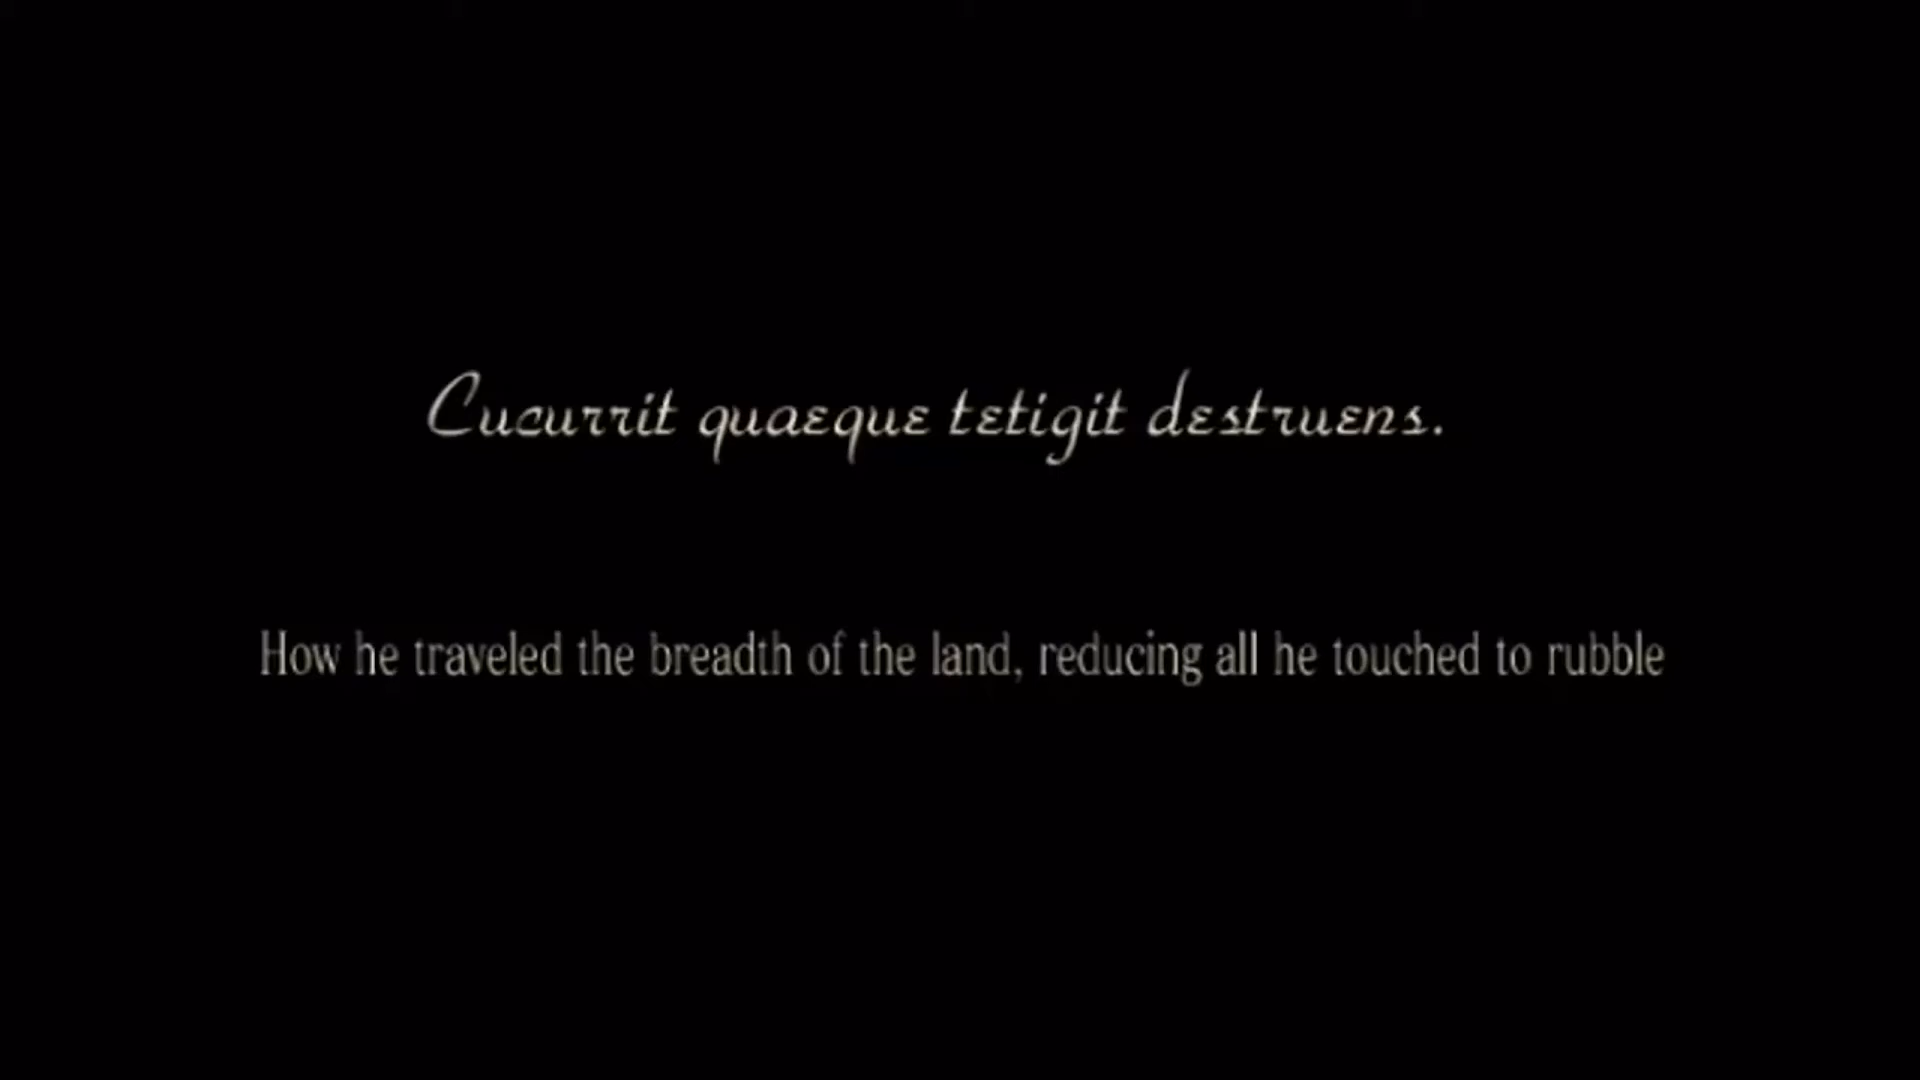 Cucurrit quaeque tetigit destruens.
How he traveled the breadth of the land, reducing all he touched to rubble